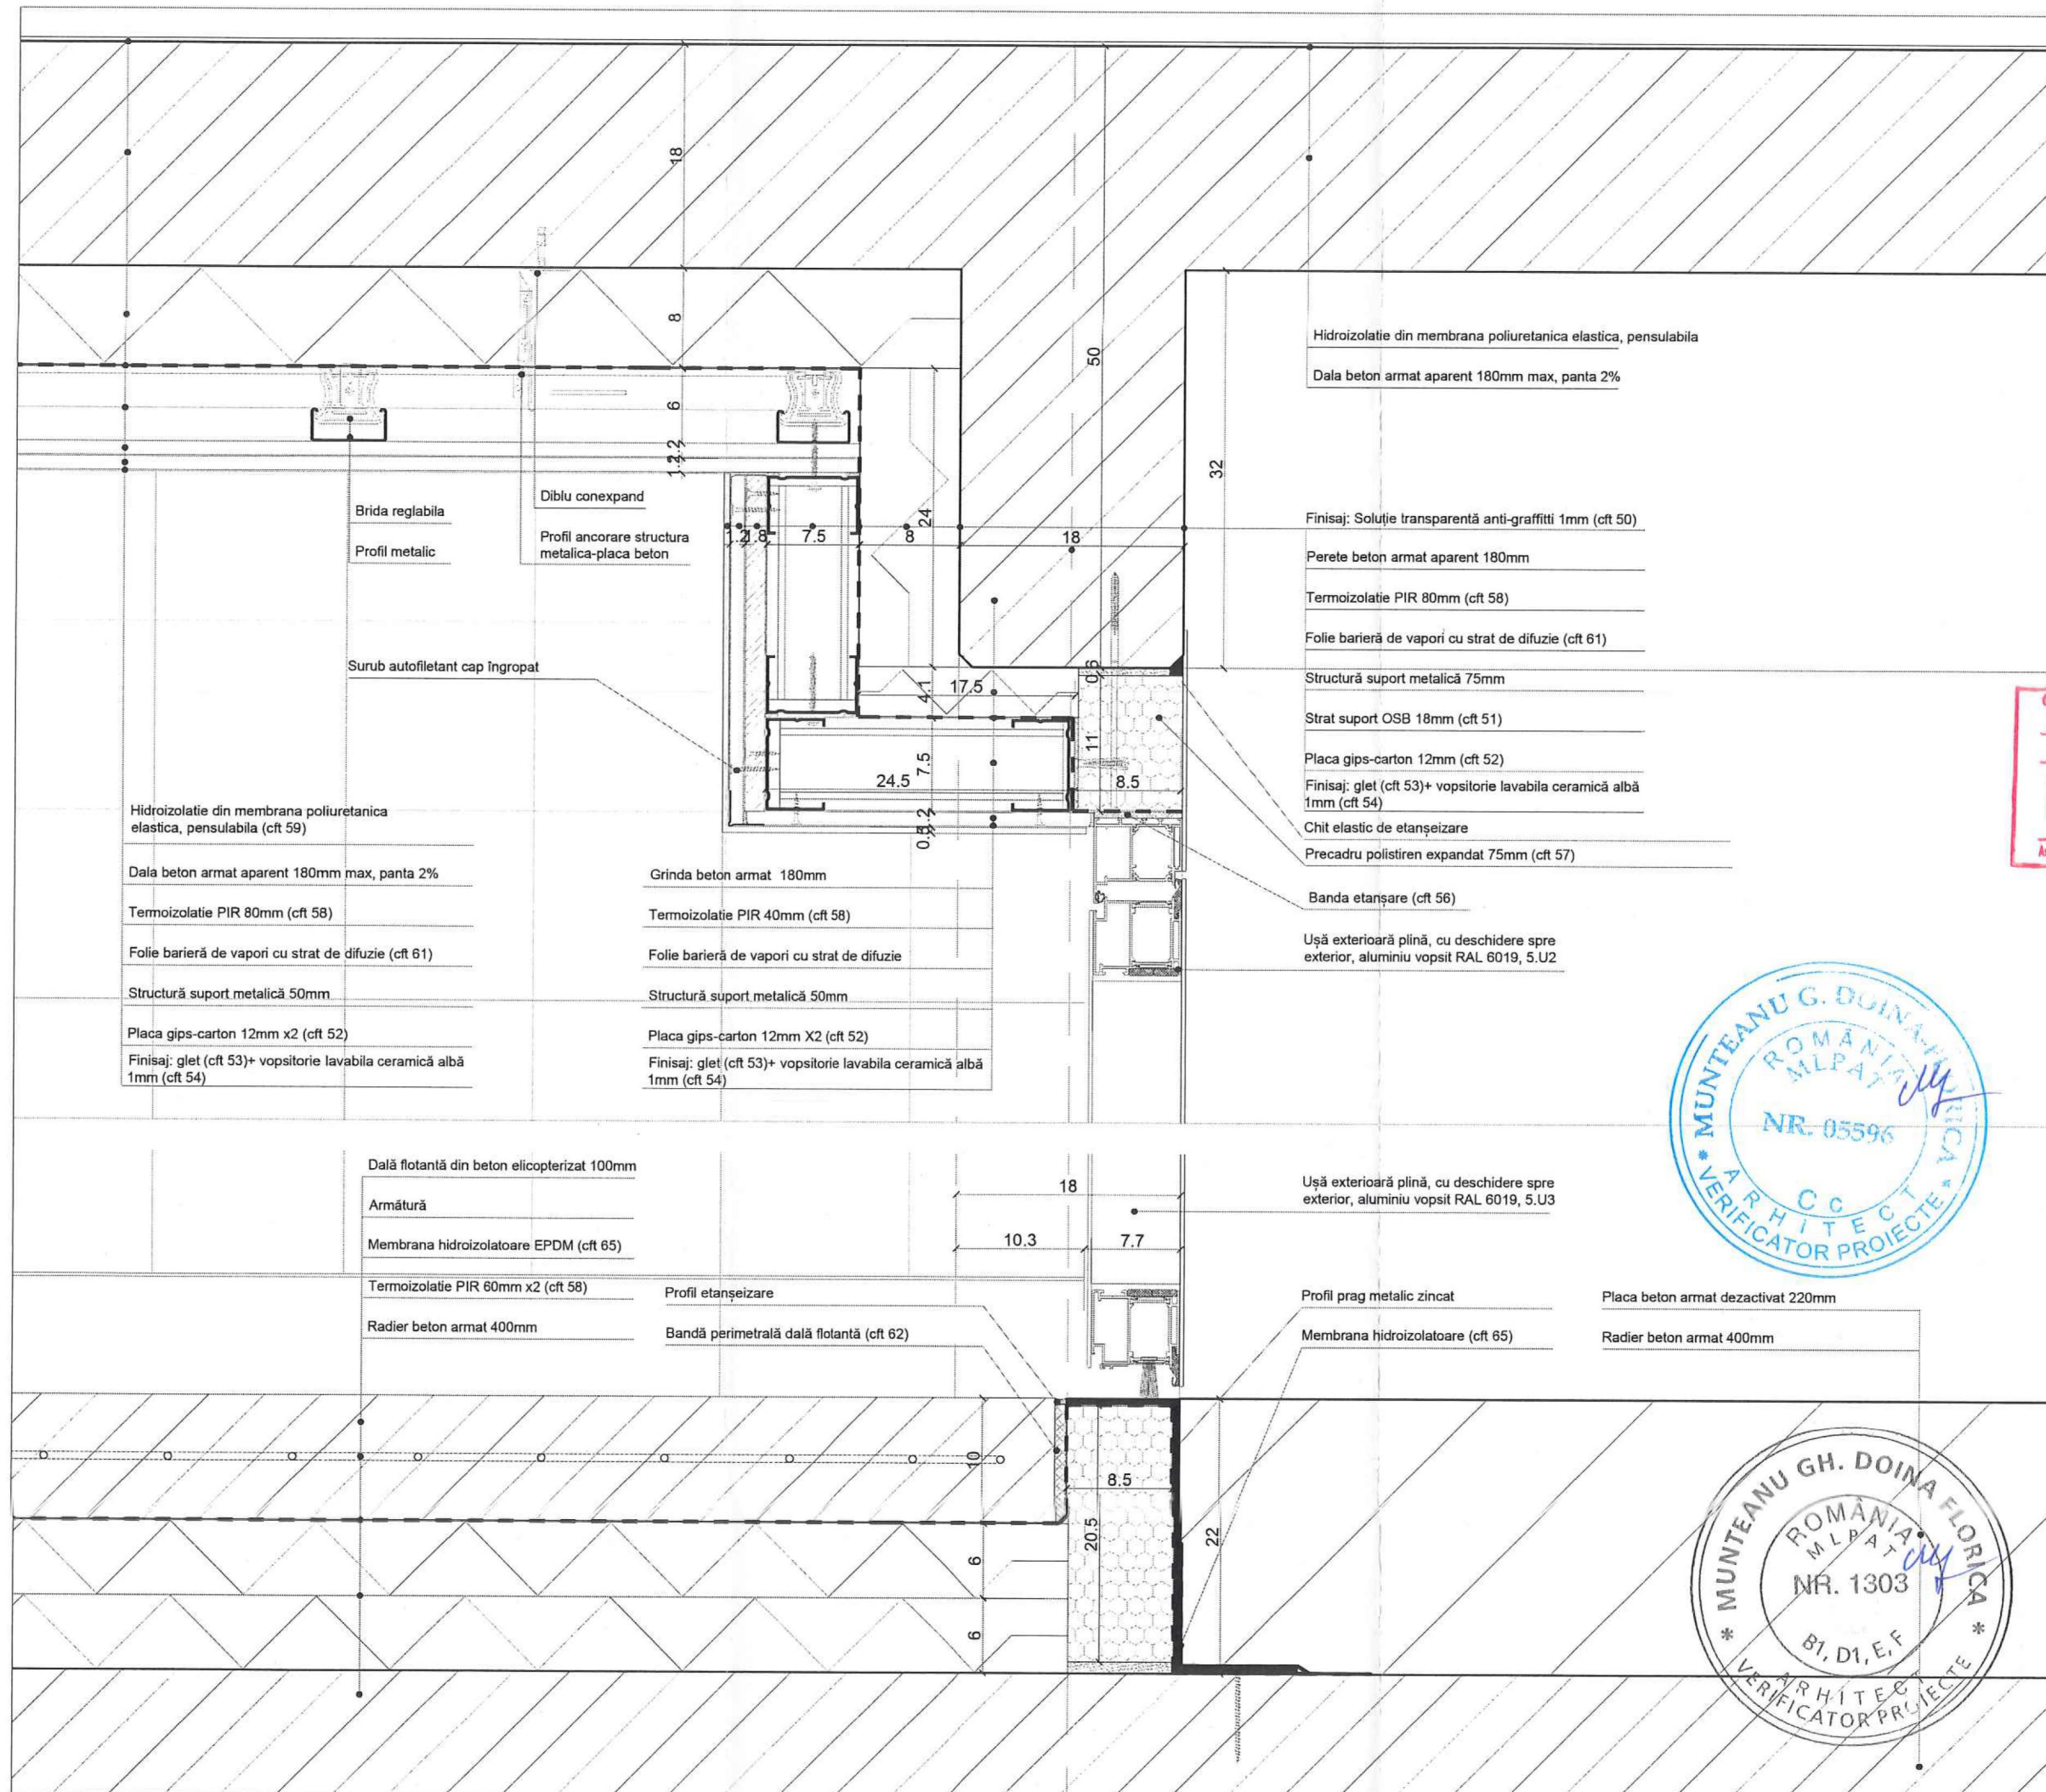 18
8
6
1.2
1.2
50
32
24
1.2
1.8
7.5
8
18
Hidroizolatie din membrana poliuretanica elastica, pensulabila
Dala beton armat aparent 180mm max, panta 2%
Brida reglabila
Profil metalic
Diblu conexpand
Profil ancorare structura
metalica-placa beton
Surub autofiletant cap îngropat
Finisaj: Soluție transparentă anti-graffitti 1mm (cft 50)
Perete beton armat aparent 180mm
Termoizolatie PIR 80mm (cft 58)
Folie barieră de vapori cu strat de difuzie (cft 61)
Structură suport metalică 75mm
Strat suport OSB 18mm (cft 51)
Placa gips-carton 12mm (cft 52)
Finisaj: glet (cft 53)+ vopsitorie lavabila ceramică albă
1mm (cft 54)
Chit elastic de etanșeizare
Precadru polistiren expandat 75mm (cft 57)
Banda etanșare (cft 56)
Ușă exterioară plină, cu deschidere spre
exterior, aluminiu vopsit RAL 6019, 5.U2
4.1
17.5
0.6
11
7.5
24.5
8.5
1.2
Hidroizolatie din membrana poliuretanica
elastica, pensulabila (cft 59)
Dala beton armat aparent 180mm max, panta 2%
Termoizolatie PIR 80mm (cft 58)
Folie barieră de vapori cu strat de difuzie (cft 61)
Structură suport metalică 50mm
Placa gips-carton 12mm x2 (cft 52)
Finisaj: glet (cft 53)+ vopsitorie lavabila ceramică albă
1mm (cft 54)
Grinda beton armat 180mm
Termoizolatie PIR 40mm (cft 58)
Folie barieră de vapori cu strat de difuzie
Structură suport metalică 50mm
Placa gips-carton 12mm X2 (cft 52)
Finisaj: glet (cft 53)+ vopsitorie lavabila ceramică albă
1mm (cft 54)
MUNTEANU G. DOINA-FLORICA
ROMÂNIA
MLPAT
NR. 05596
Cc
ARHITECT
VERIFICATOR PROIECTE
Dală flotantă din beton elicopterizat 100mm
Armătură
Membrana hidroizolatoare EPDM (cft 65)
Termoizolatie PIR 60mm x2 (cft 58)
Radier beton armat 400mm
Profil etanșeizare
Bandă perimetrală dală flotantă (cft 62)
18
10.3
7.7
Ușă exterioară plină, cu deschidere spre
exterior, aluminiu vopsit RAL 6019, 5.U3
Profil prag metalic zincat
Membrana hidroizolatoare (cft 65)
Placa beton armat dezactivat 220mm
Radier beton armat 400mm
10
6
6
8.5
20.5
22
MUNTEANU GH. DOINA FLORICA
ROMÂNIA
MLPAT
NR. 1303
B1, D1, E, F
ARHITECT
VERIFICATOR PROIECTE